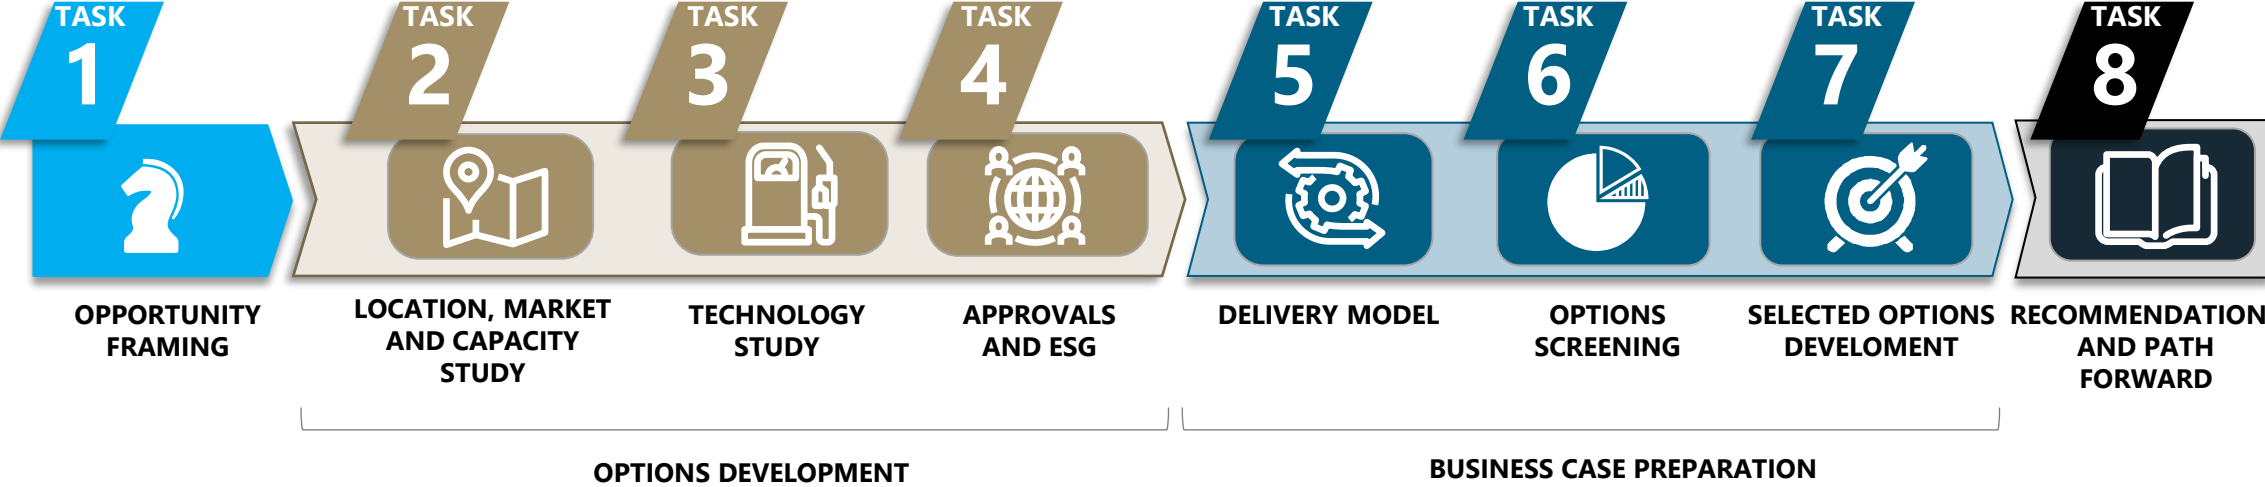 TASK
1
TASK
2
TASK
3
TASK
4
TASK
5
TASK
6
TASK
7
TASK
8
OPPORTUNITY
FRAMING
LOCATION, MARKET
AND CAPACITY
STUDY
TECHNOLOGY
STUDY
APPROVALS
AND ESG
DELIVERY MODEL
OPTIONS
SCREENING
SELECTED OPTIONS
DEVELOMENT
RECOMMENDATION
AND PATH
FORWARD
OPTIONS DEVELOPMENT
BUSINESS CASE PREPARATION